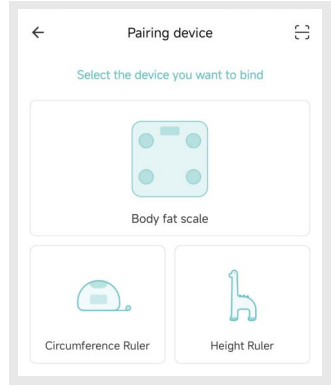 Pairing device
Select the device you want to bind
Body fat scale
Circumference Ruler
Height Ruler